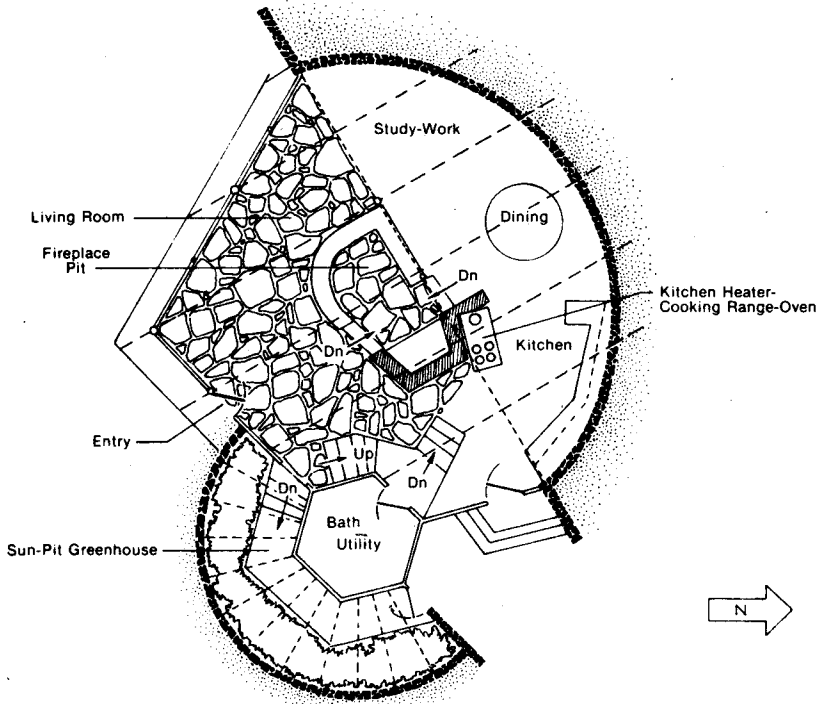 Study-Work
Living Room
Dining
Fireplace
Pit
Dn
Kitchen Heater-
Cooking Range-Oven
Dn
Kitchen
Entry
Up
Dn
Dn
Bath
Utility
Sun-Pit Greenhouse
N